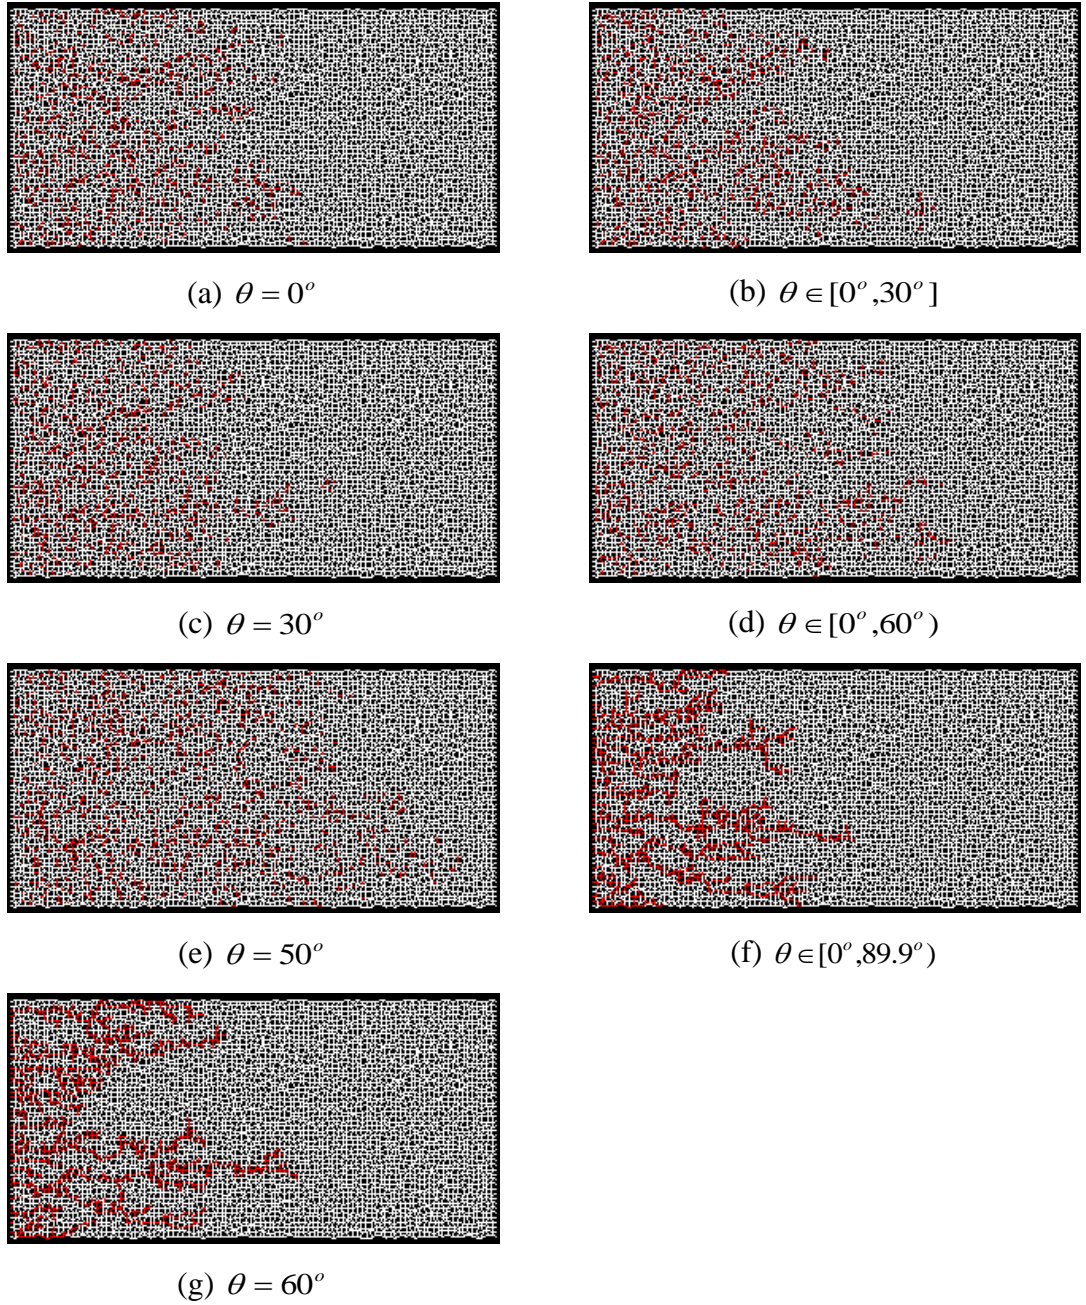 (a) θ = 0°
(b) θ ∈ [0°, 30°]
(c) θ = 30°
(d) θ ∈ [0°, 60°)
(e) θ = 50°
(f) θ ∈ [0°, 89.9°)
(g) θ = 60°